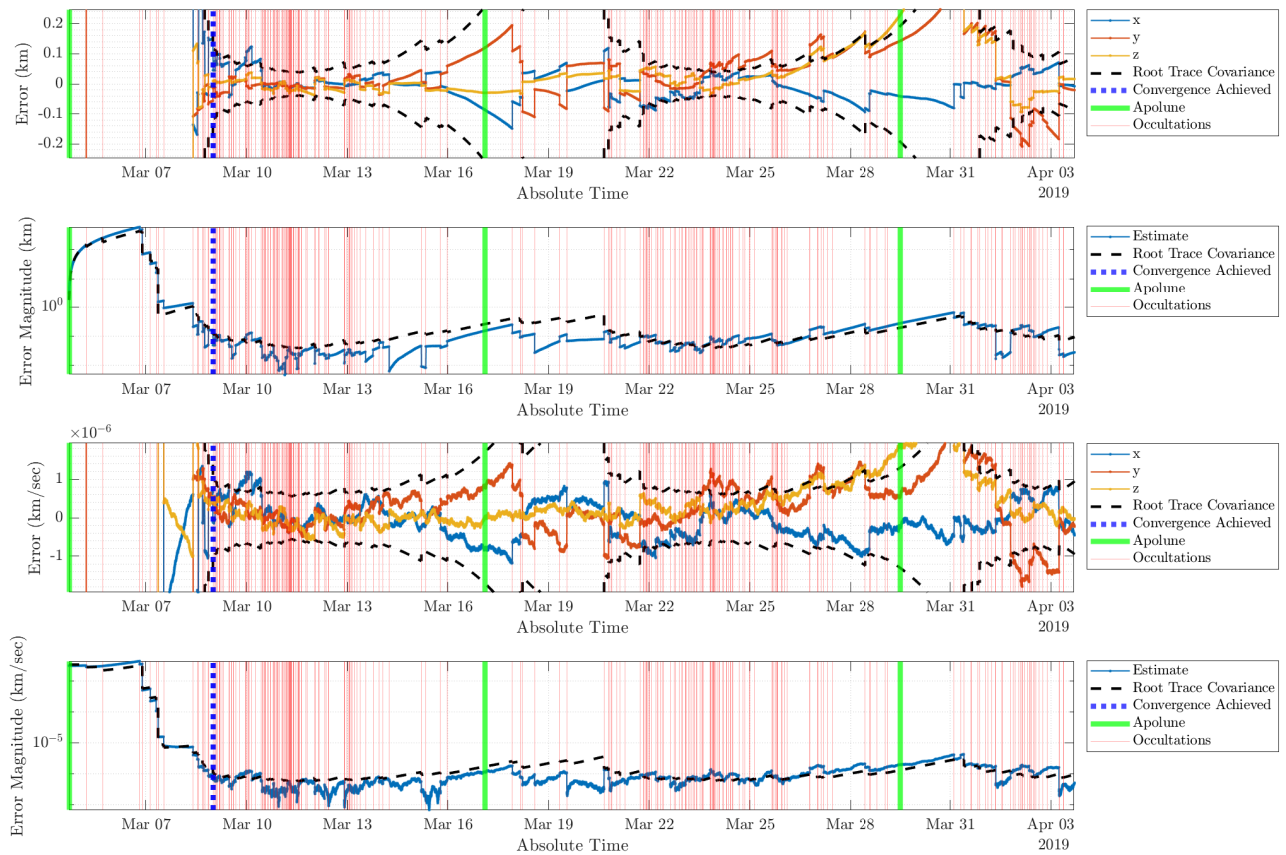 0.2
0.1
0
-0.1
-0.2
Error (km)
Mar 07 Mar 10 Mar 13 Mar 16 Mar 19 Mar 22 Mar 25 Mar 28 Mar 31 Apr 03
2019
Absolute Time
x
y
z
Root Trace Covariance
Convergence Achieved
Apolune
Occultations
10^0
Error Magnitude (km)
Mar 07 Mar 10 Mar 13 Mar 16 Mar 19 Mar 22 Mar 25 Mar 28 Mar 31 Apr 03
2019
Absolute Time
Estimate
Root Trace Covariance
Convergence Achieved
Apolune
Occultations
×10^-6
1
0
-1
Error (km/sec)
Mar 07 Mar 10 Mar 13 Mar 16 Mar 19 Mar 22 Mar 25 Mar 28 Mar 31 Apr 03
2019
Absolute Time
x
y
z
Root Trace Covariance
Convergence Achieved
Apolune
Occultations
10^-5
Error Magnitude (km/sec)
Mar 07 Mar 10 Mar 13 Mar 16 Mar 19 Mar 22 Mar 25 Mar 28 Mar 31 Apr 03
2019
Absolute Time
Estimate
Root Trace Covariance
Convergence Achieved
Apolune
Occultations